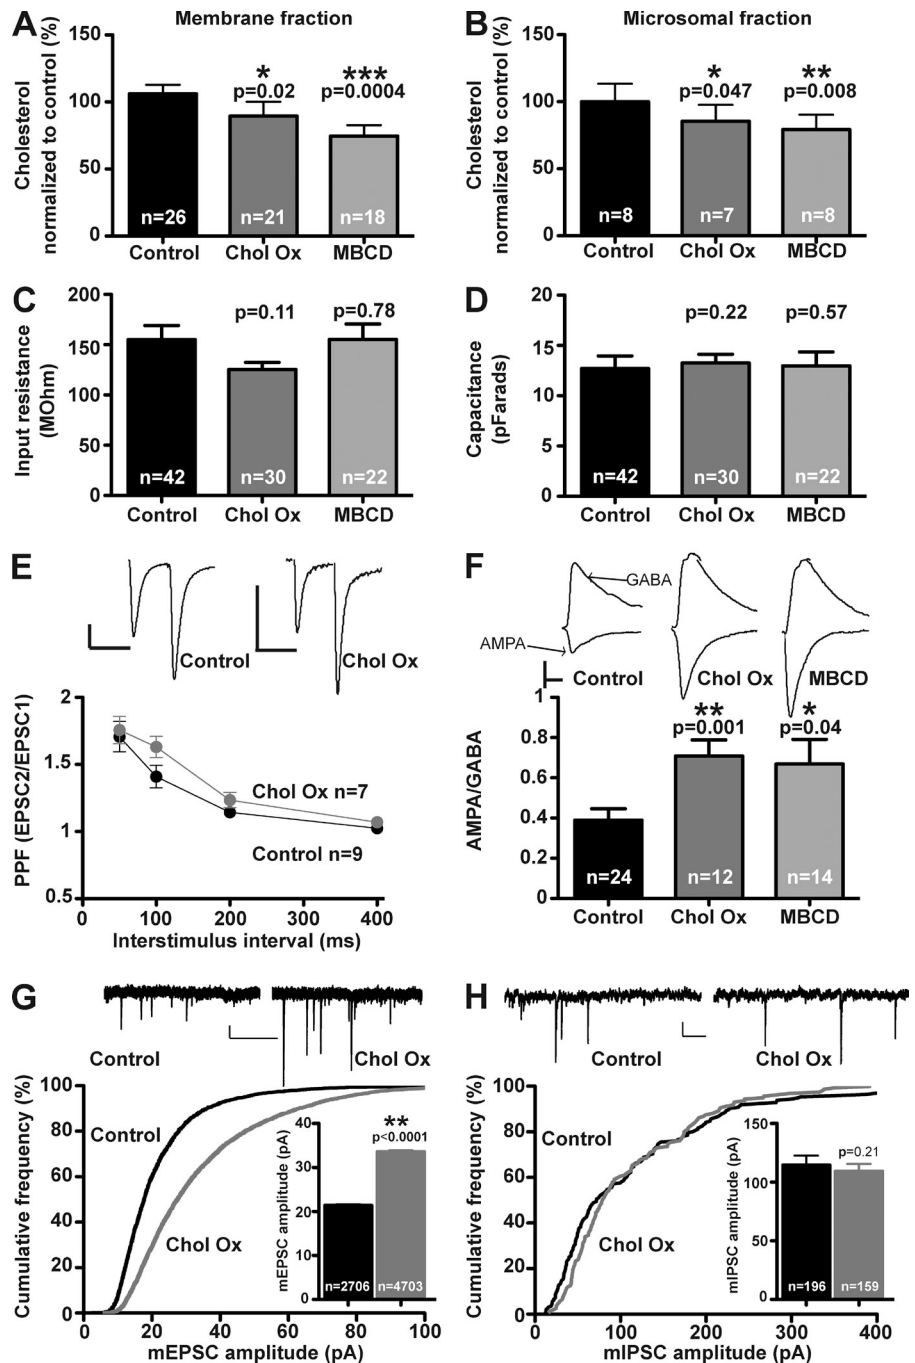 A
Membrane fraction
Cholesterol
normalized to control (%)
150
100
50
0
*
p=0.02
***
p=0.0004
n=26
n=21
n=18
Control
Chol Ox
MBCD
B
Microsomal fraction
Cholesterol
normalized to control (%)
150
100
50
0
*
p=0.047
**
p=0.008
n=8
n=7
n=8
Control
Chol Ox
MBCD
C
Input resistance
(MOhm)
200
150
100
50
0
p=0.11
p=0.78
n=42
n=30
n=22
Control
Chol Ox
MBCD
D
Capacitance
(pFarads)
20
15
10
5
0
p=0.22
p=0.57
n=42
n=30
n=22
Control
Chol Ox
MBCD
E
Control
Chol Ox
PPF (EPSC2/EPSC1)
2
1.5
1
0.5
Chol Ox n=7
Control n=9
0
100
200
300
400
Interstimulus interval (ms)
F
GABA
AMPA
Control
Chol Ox
MBCD
AMPA/GABA
1
0.8
0.6
0.4
0.2
0
**
p=0.001
*
p=0.04
n=24
n=12
n=14
Control
Chol Ox
MBCD
G
Control
Chol Ox
Cumulative frequency (%)
100
80
60
40
20
0
Control
Chol Ox
mEPSC amplitude (pA)
40
20
0
**
p<0.0001
n=2706
n=4703
0
20
40
60
80
100
mEPSC amplitude (pA)
H
Control
Chol Ox
Cumulative frequency (%)
100
80
60
40
20
0
Control
Chol Ox
mIPSC amplitude (pA)
150
100
50
0
p=0.21
n=196
n=159
0
100
200
300
400
mIPSC amplitude (pA)